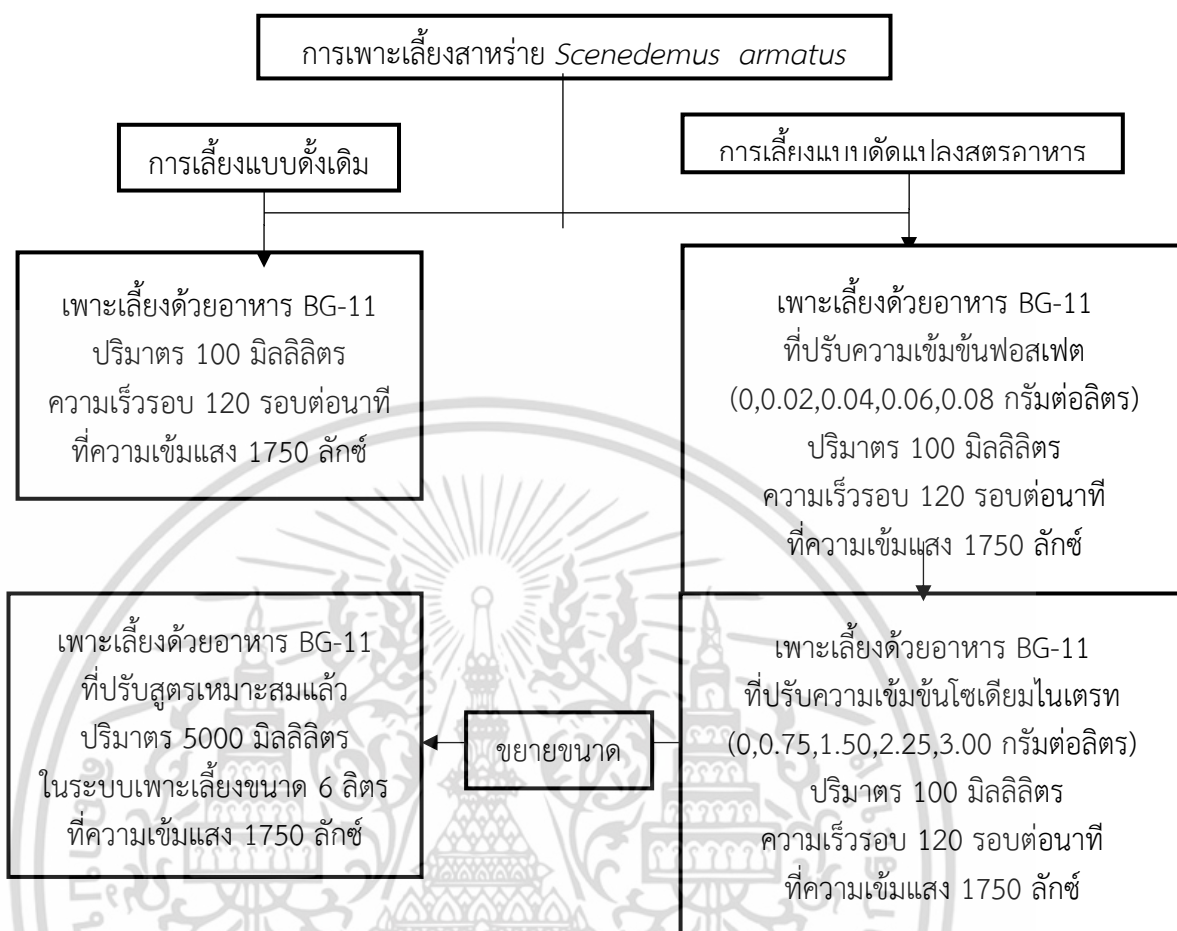 การเพาะเลี้ยงสาหร่าย Scenedemus armatus
การเลี้ยงแบบดั้งเดิม
การเลี้ยงแบบดัดแปลงสตรอาหาร
เพาะเลี้ยงด้วยอาหาร BG-11
ปริมาตร 100 มิลลิลิตร
ความเร็วรอบ 120 รอบต่อนาที
ที่ความเข้มแสง 1750 ลักซ์
เพาะเลี้ยงด้วยอาหาร BG-11
ที่ปรับความเข้มข้นฟอสเฟต
(0,0.02,0.04,0.06,0.08 กรัมต่อลิตร)
ปริมาตร 100 มิลลิลิตร
ความเร็วรอบ 120 รอบต่อนาที
ที่ความเข้มแสง 1750 ลักซ์
เพาะเลี้ยงด้วยอาหาร BG-11
ที่ปรับความเข้มข้นโซเดียมไนเตรท
(0,0.75,1.50,2.25,3.00 กรัมต่อลิตร)
ปริมาตร 100 มิลลิลิตร
ความเร็วรอบ 120 รอบต่อนาที
ที่ความเข้มแสง 1750 ลักซ์
ขยายขนาด
เพาะเลี้ยงด้วยอาหาร BG-11
ที่ปรับสูตรเหมาะสมแล้ว
ปริมาตร 5000 มิลลิลิตร
ในระบบเพาะเลี้ยงขนาด 6 ลิตร
ที่ความเข้มแสง 1750 ลักซ์